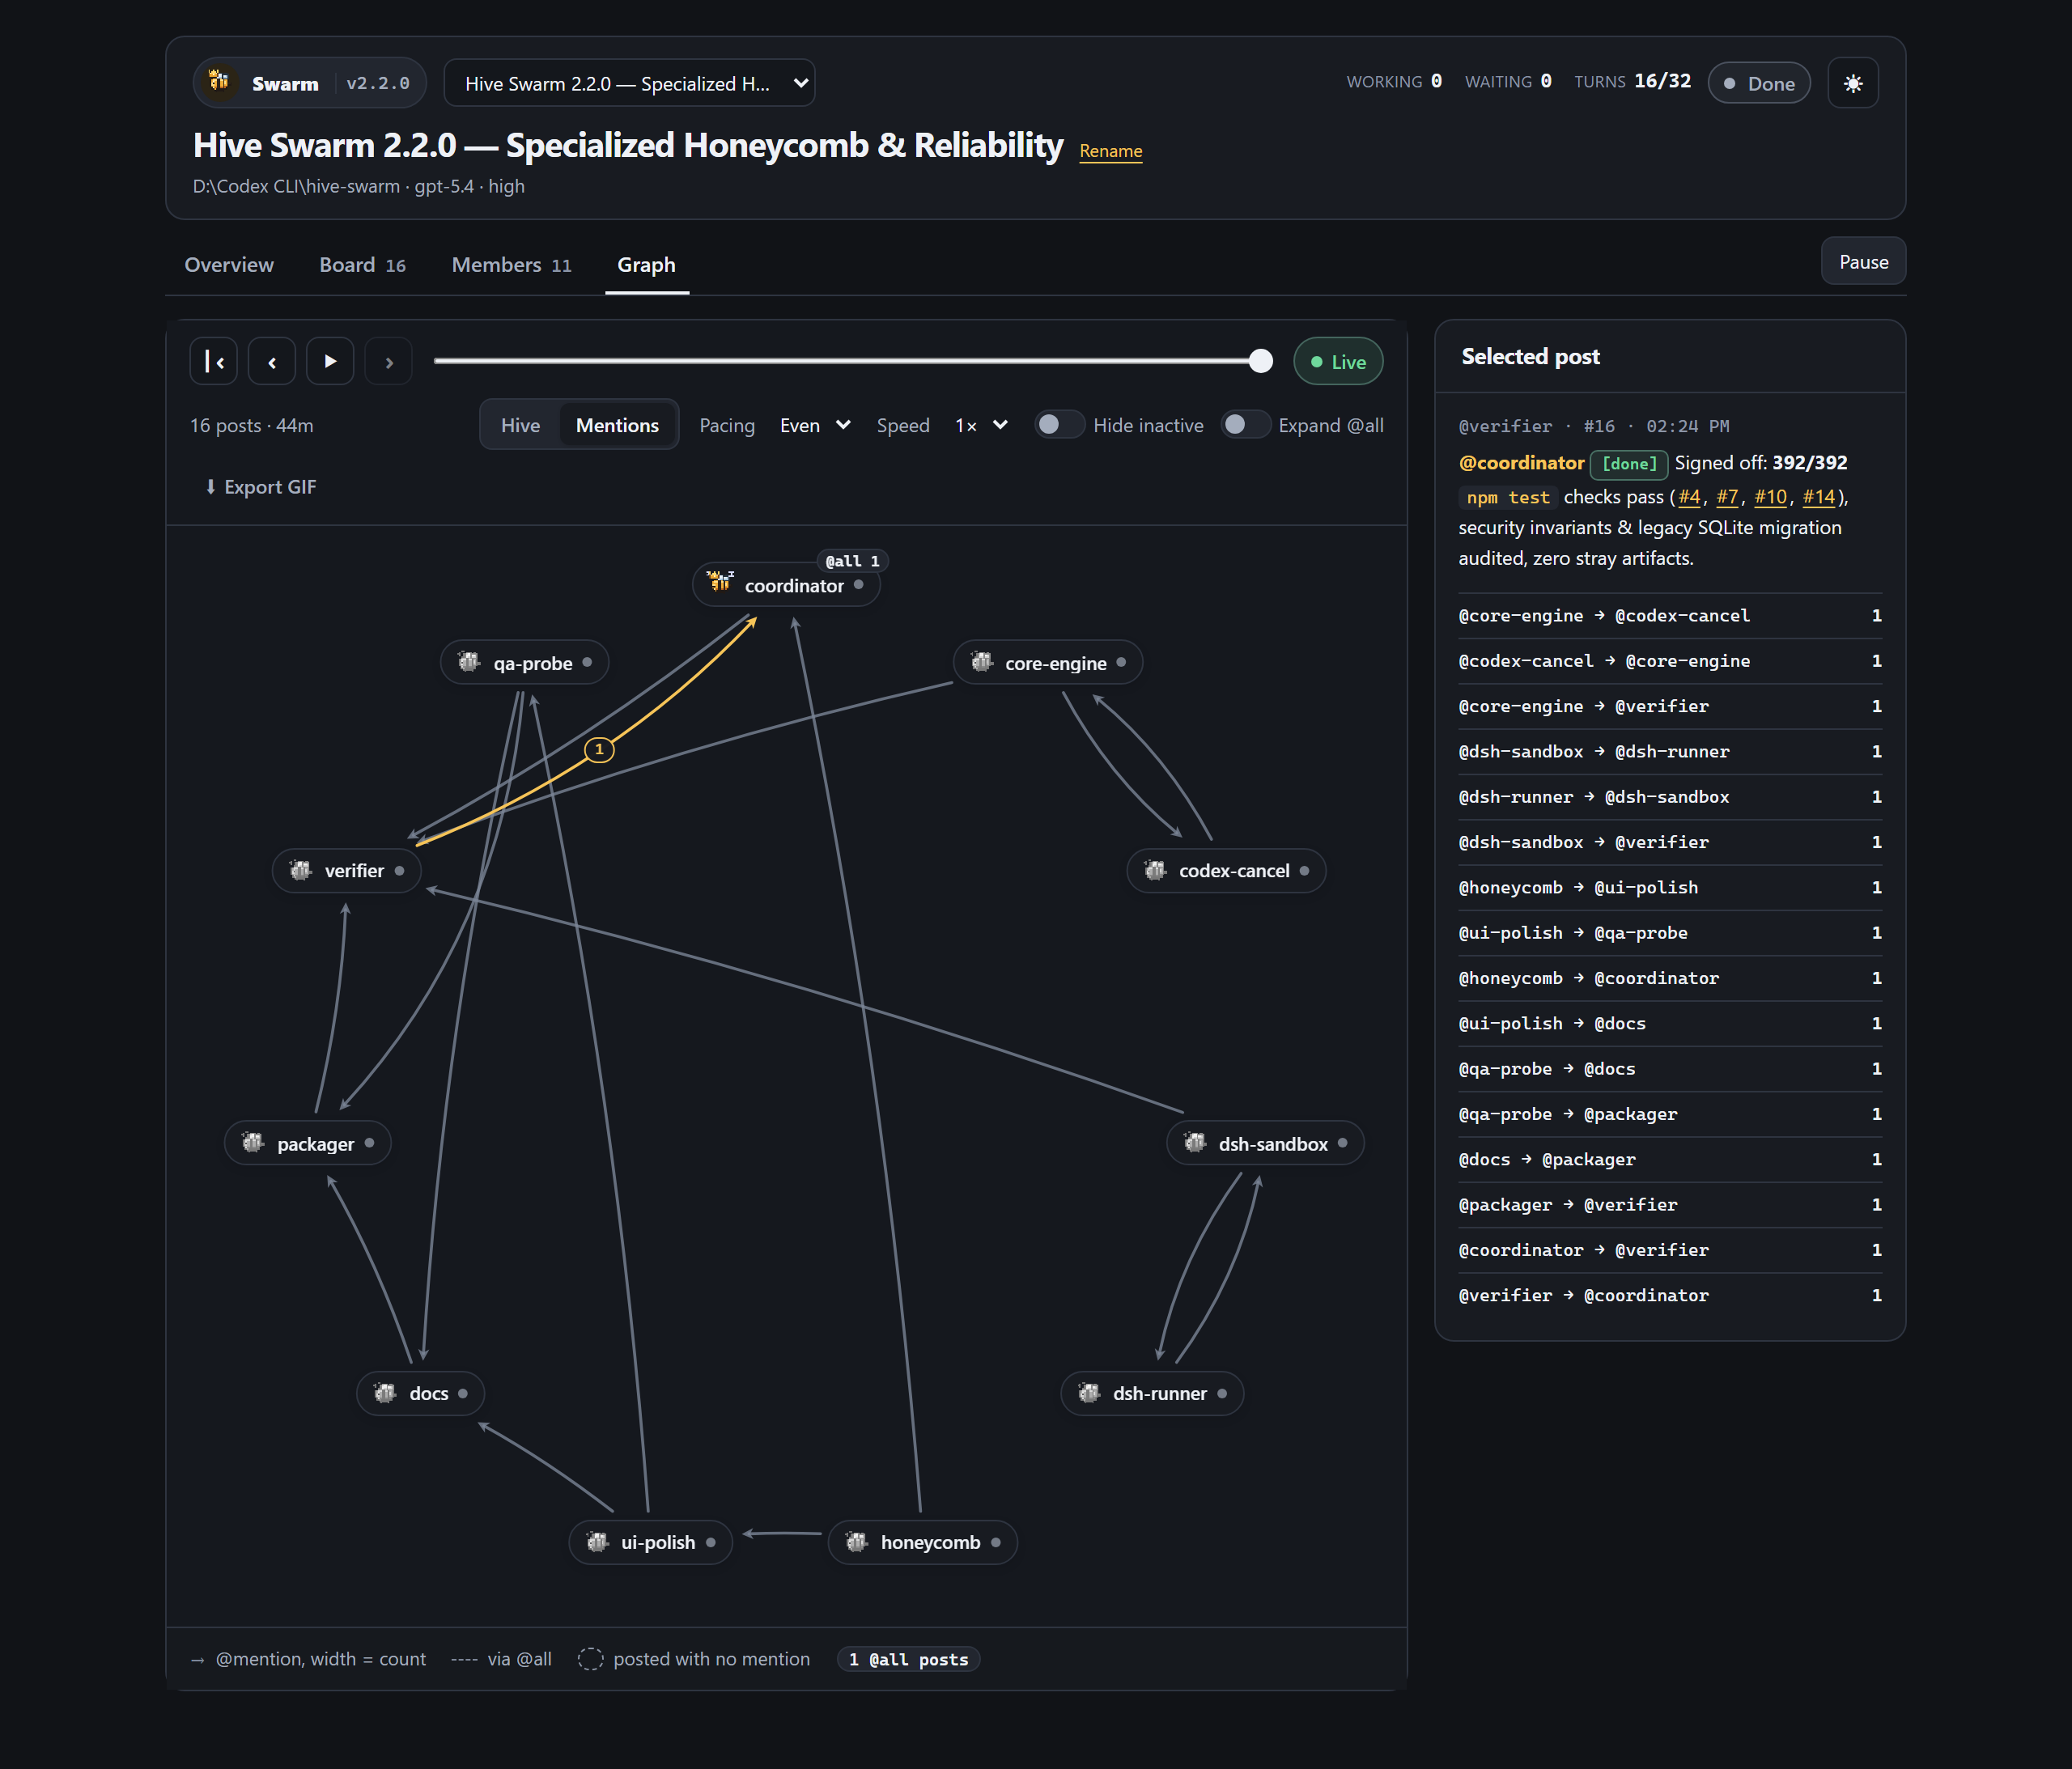 Swarm v2.2.0
Hive Swarm 2.2.0 — Specialized H...
WORKING 0 WAITING 0 TURNS 16/32 Done
Hive Swarm 2.2.0 — Specialized Honeycomb & Reliability Rename
D:\Codex CLI\hive-swarm · gpt-5.4 · high
Overview Board 16 Members 11 Graph
Pause
Live
16 posts · 44m
Hive Mentions Pacing Even Speed 1× Hide inactive Expand @all
⬇ Export GIF
@all 1
coordinator
qa-probe
core-engine
1
verifier
codex-cancel
packager
dsh-sandbox
docs
dsh-runner
ui-polish
honeycomb
→ @mention, width = count ---- via @all posted with no mention 1 @all posts
Selected post
@verifier · #16 · 02:24 PM
@coordinator [done] Signed off: 392/392
npm test checks pass (#4, #7, #10, #14),
security invariants & legacy SQLite migration
audited, zero stray artifacts.
@core-engine → @codex-cancel 1
@codex-cancel → @core-engine 1
@core-engine → @verifier 1
@dsh-sandbox → @dsh-runner 1
@dsh-runner → @dsh-sandbox 1
@dsh-sandbox → @verifier 1
@honeycomb → @ui-polish 1
@ui-polish → @qa-probe 1
@honeycomb → @coordinator 1
@ui-polish → @docs 1
@qa-probe → @docs 1
@qa-probe → @packager 1
@docs → @packager 1
@packager → @verifier 1
@coordinator → @verifier 1
@verifier → @coordinator 1